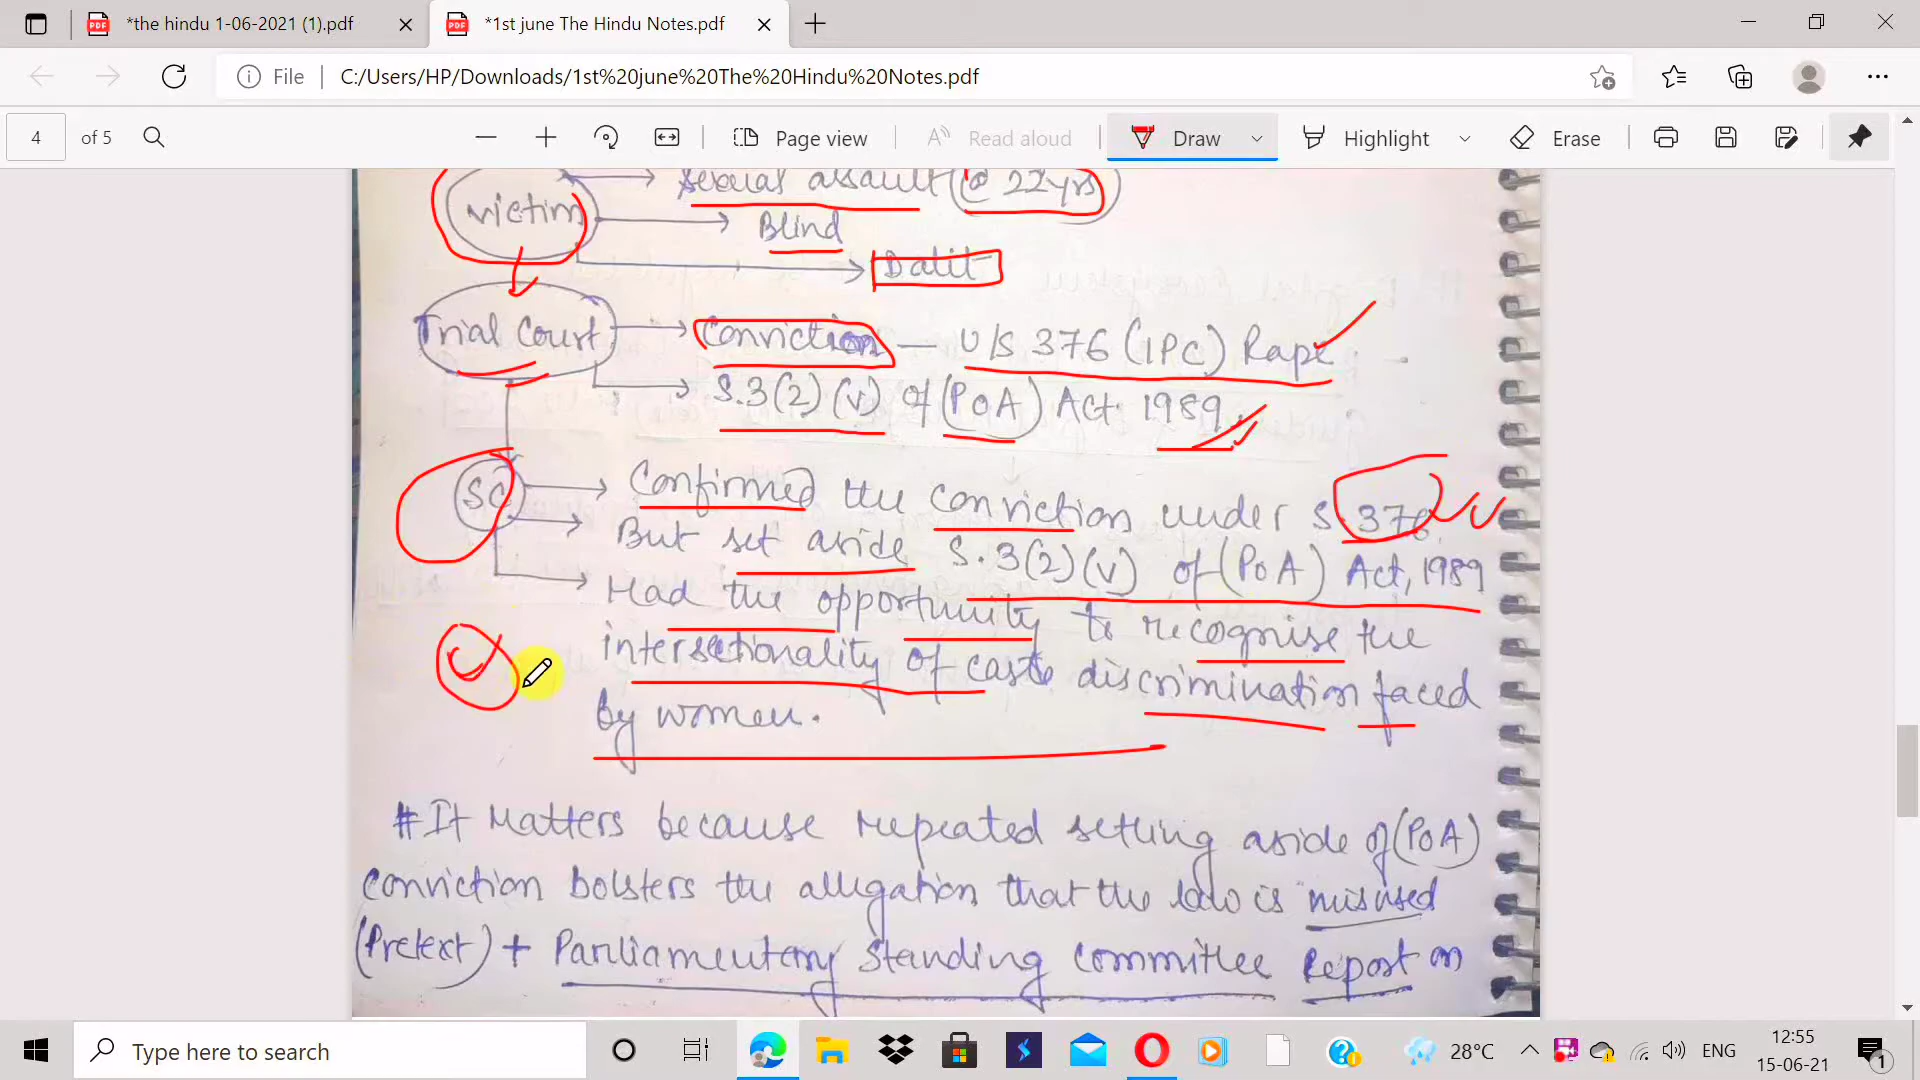 *the hindu 1-06-2021 (1).pdf
*1st june The Hindu Notes.pdf
File
C:/Users/HP/Downloads/1st%20june%20The%20Hindu%20Notes.pdf
4 of 5
Page view
Read aloud
Draw
Highlight
Erase
Victim
Sexual assault (@ 22yrs)
Blind
Dalit
Trial Court
Conviction — U/S 376 (IPC) Rape
S.3(2)(v) of (PoA) Act 1989
SC
Confirmed the conviction under S.376
But set aside S.3(2)(v) of (PoA) Act, 1989
Had the opportunity to recognise the
intersectionality of caste discrimination faced
by women.
# It Matters because repeated setting aside of (PoA)
conviction bolsters the allegation that the law is misused
(Pretext) + Parliamentary Standing committee Report on
Type here to search
28°C
ENG
12:55
15-06-21
1